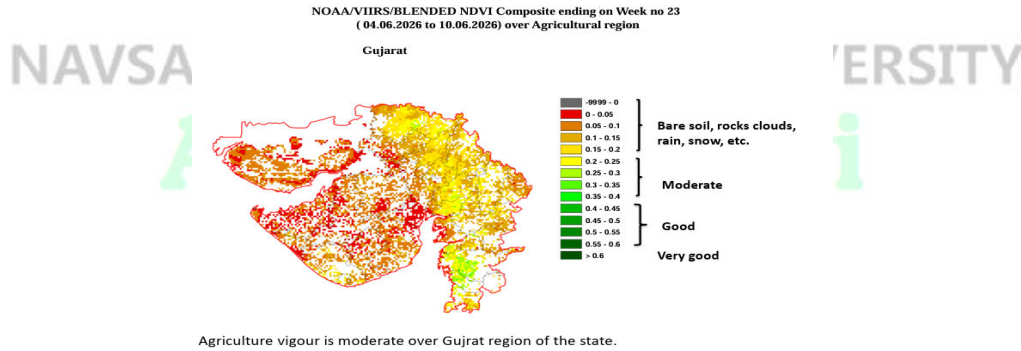 NOAA/VIIRS/BLENDED NDVI Composite ending on Week no 23
( 04.06.2026 to 10.06.2026) over Agricultural region
Gujarat
NAVSA
ERSITY
-9999 - 0
0 - 0.05
0.05 - 0.1
0.1 - 0.15
0.15 - 0.2
Bare soil, rocks clouds,
rain, snow, etc.
0.2 - 0.25
0.25 - 0.3
0.3 - 0.35
0.35 - 0.4
Moderate
0.4 - 0.45
0.45 - 0.5
0.5 - 0.55
0.55 - 0.6
Good
> 0.6
Very good
Agriculture vigour is moderate over Gujrat region of the state.